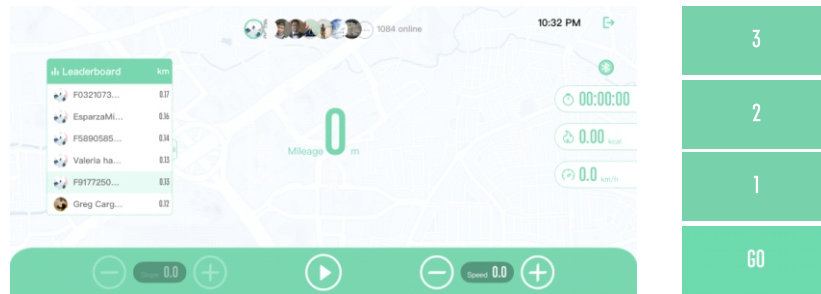 1084 online
10:32 PM
Leaderboard km
F0321073... 0.17
EsparzaMi... 0.16
F5890585... 0.14
Valeria ha... 0.13
F9177250... 0.13
Greg Carg... 0.12
Mileage 0 m
00:00:00
0.00 kcal
0.0 km/h
0.0
Speed 0.0
3
2
1
GO